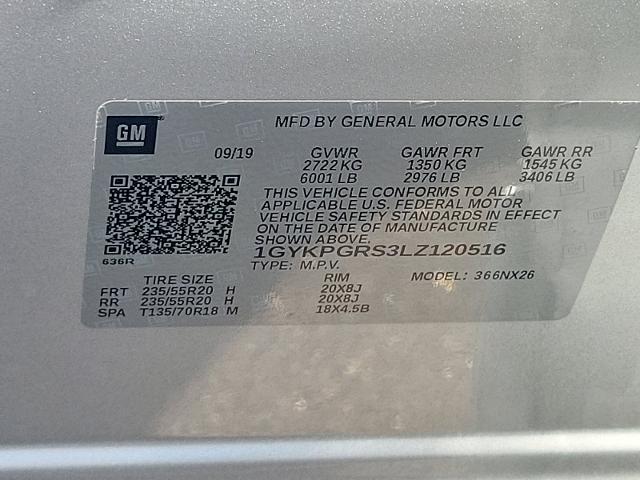 GM
MFD BY GENERAL MOTORS LLC
09/19 GVWR GAWR FRT GAWR RR
2722 KG 1350 KG 1545 KG
6001 LB 2976 LB 3406 LB
THIS VEHICLE CONFORMS TO ALL
APPLICABLE U.S. FEDERAL MOTOR
VEHICLE SAFETY STANDARDS IN EFFECT
ON THE DATE OF MANUFACTURE
SHOWN ABOVE.
1GYKPGRS3LZ120516
636R
TYPE: M.P.V. MODEL: 366NX26
TIRE SIZE RIM
FRT 235/55R20 H 20X8J
RR 235/55R20 H 20X8J
SPA T135/70R18 M 18X4.5B